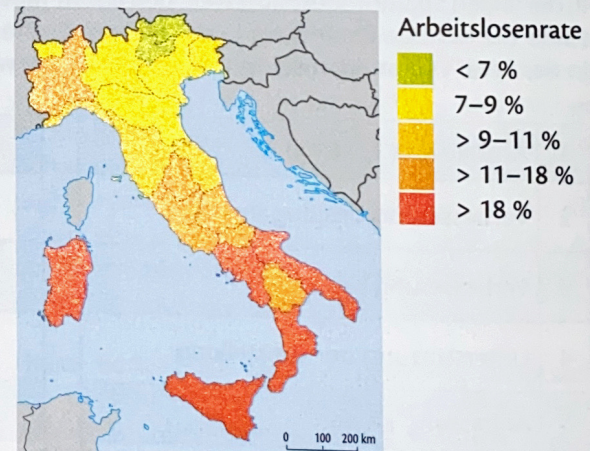 Arbeitslosenrate
< 7 %
7–9 %
> 9–11 %
> 11–18 %
> 18 %
0 100 200 km